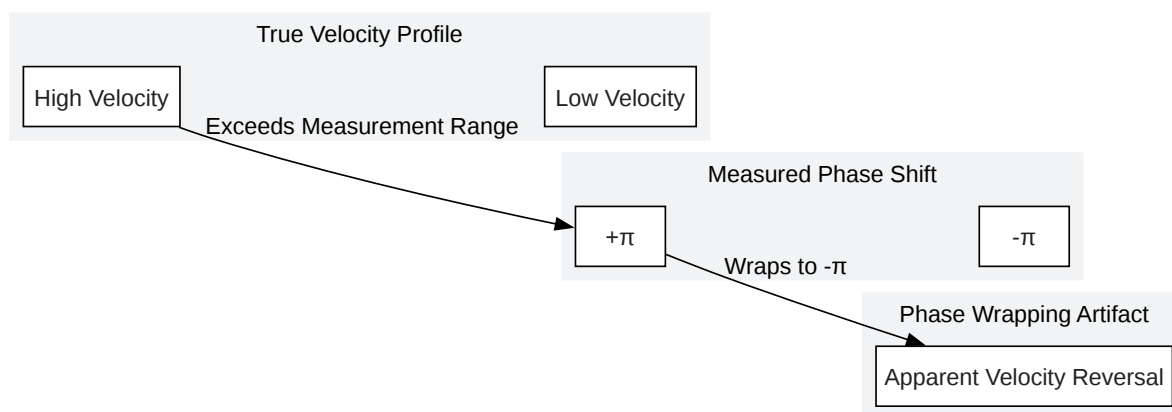 True Velocity Profile
High Velocity
Low Velocity
Exceeds Measurement Range
Measured Phase Shift
+π
-π
Wraps to -π
Phase Wrapping Artifact
Apparent Velocity Reversal